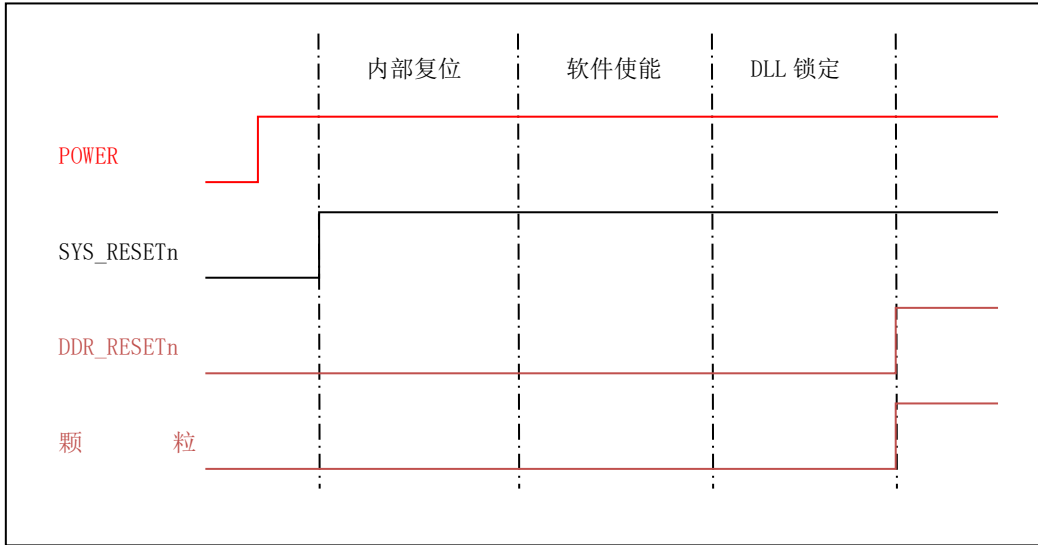 内部复位 软件使能 DLL 锁定
POWER
SYS_RESETn
DDR_RESETn
颗 粒